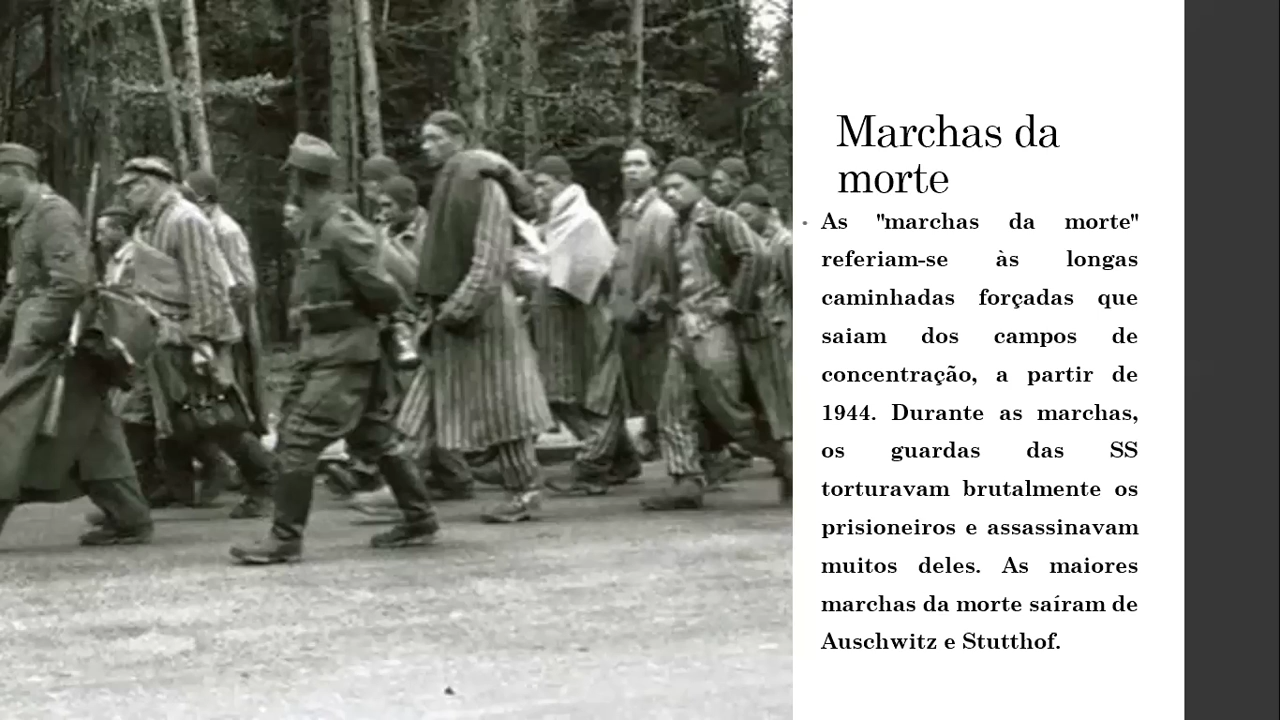 Marchas da
morte
As "marchas da morte"
referiam-se às longas
caminhadas forçadas que
saiam dos campos de
concentração, a partir de
1944. Durante as marchas,
os guardas das SS
torturavam brutalmente os
prisioneiros e assassinavam
muitos deles. As maiores
marchas da morte saíram de
Auschwitz e Stutthof.